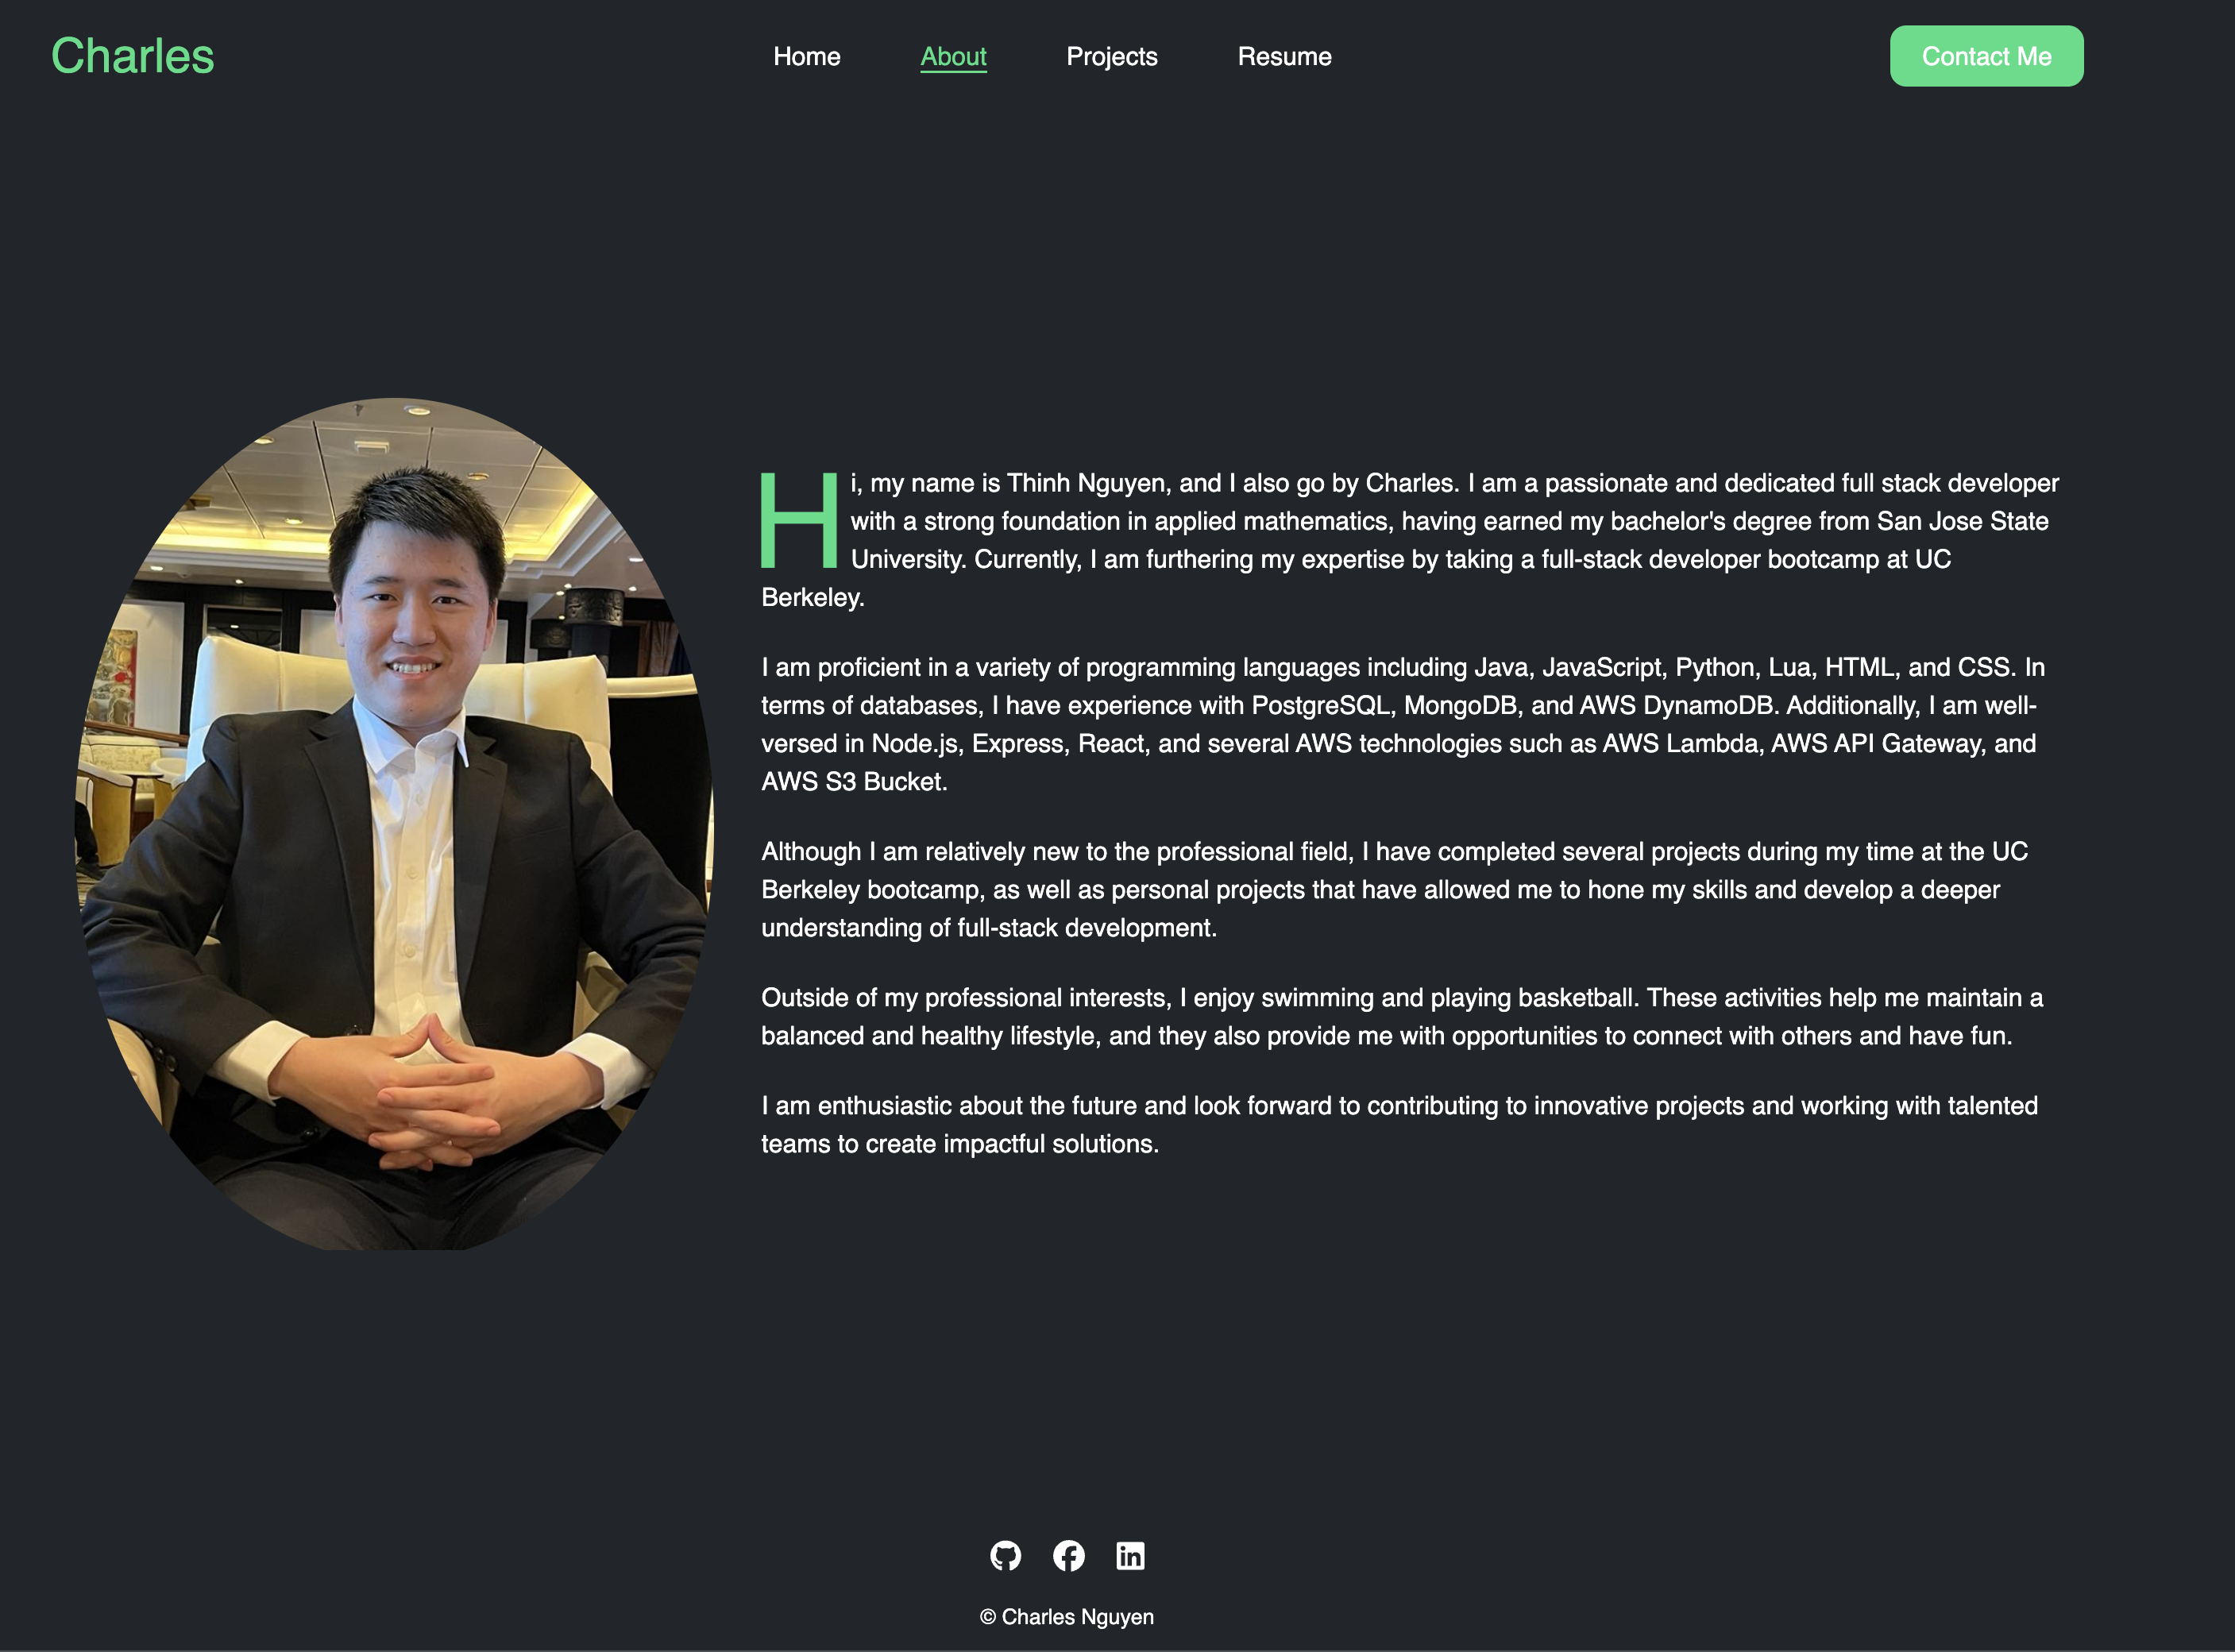 Charles
Home About Projects Resume
Contact Me
Hi, my name is Thinh Nguyen, and I also go by Charles. I am a passionate and dedicated full stack developer
with a strong foundation in applied mathematics, having earned my bachelor's degree from San Jose State
University. Currently, I am furthering my expertise by taking a full-stack developer bootcamp at UC
Berkeley.
I am proficient in a variety of programming languages including Java, JavaScript, Python, Lua, HTML, and CSS. In
terms of databases, I have experience with PostgreSQL, MongoDB, and AWS DynamoDB. Additionally, I am well-
versed in Node.js, Express, React, and several AWS technologies such as AWS Lambda, AWS API Gateway, and
AWS S3 Bucket.
Although I am relatively new to the professional field, I have completed several projects during my time at the UC
Berkeley bootcamp, as well as personal projects that have allowed me to hone my skills and develop a deeper
understanding of full-stack development.
Outside of my professional interests, I enjoy swimming and playing basketball. These activities help me maintain a
balanced and healthy lifestyle, and they also provide me with opportunities to connect with others and have fun.
I am enthusiastic about the future and look forward to contributing to innovative projects and working with talented
teams to create impactful solutions.
© Charles Nguyen